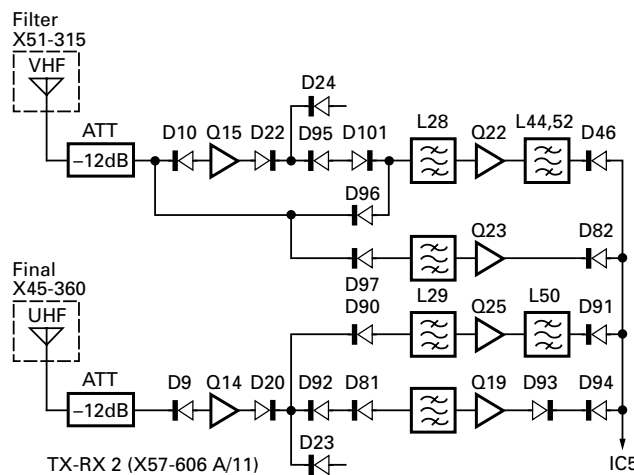 Filter
X51-315
VHF
ATT
−12dB
D10
Q15
D22
D24
D95
D101
L28
Q22
L44,52
D46
D96
Q23
D82
D97
D90
L29
Q25
L50
D91
Final
X45-360
UHF
ATT
−12dB
D9
Q14
D20
D92
D81
Q19
D93
D94
D23
TX-RX 2 (X57-606 A/11)
IC5